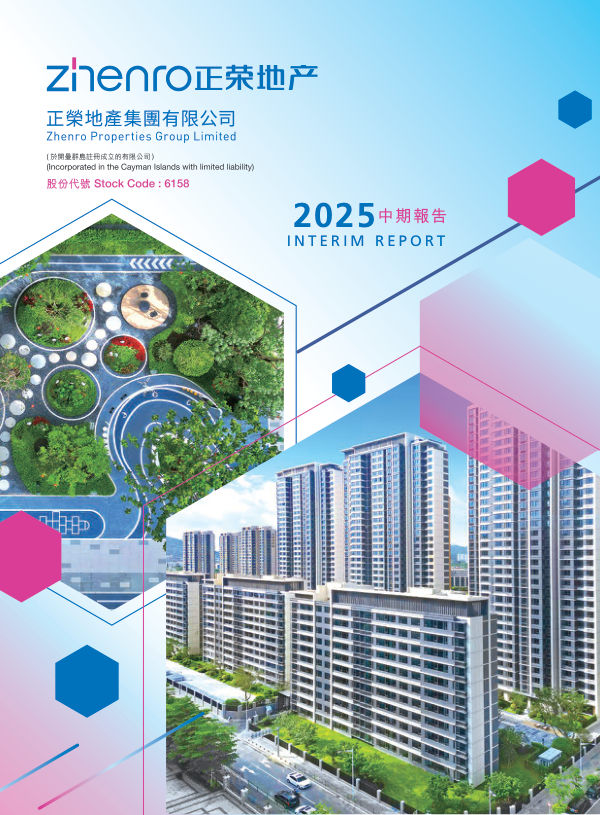 zhenro正荣地产
正榮地產集團有限公司
Zhenro Properties Group Limited
(於開曼群島註冊成立的有限公司)
(Incorporated in the Cayman Islands with limited liability)
股份代號 Stock Code : 6158
2025中期報告
INTERIM REPORT